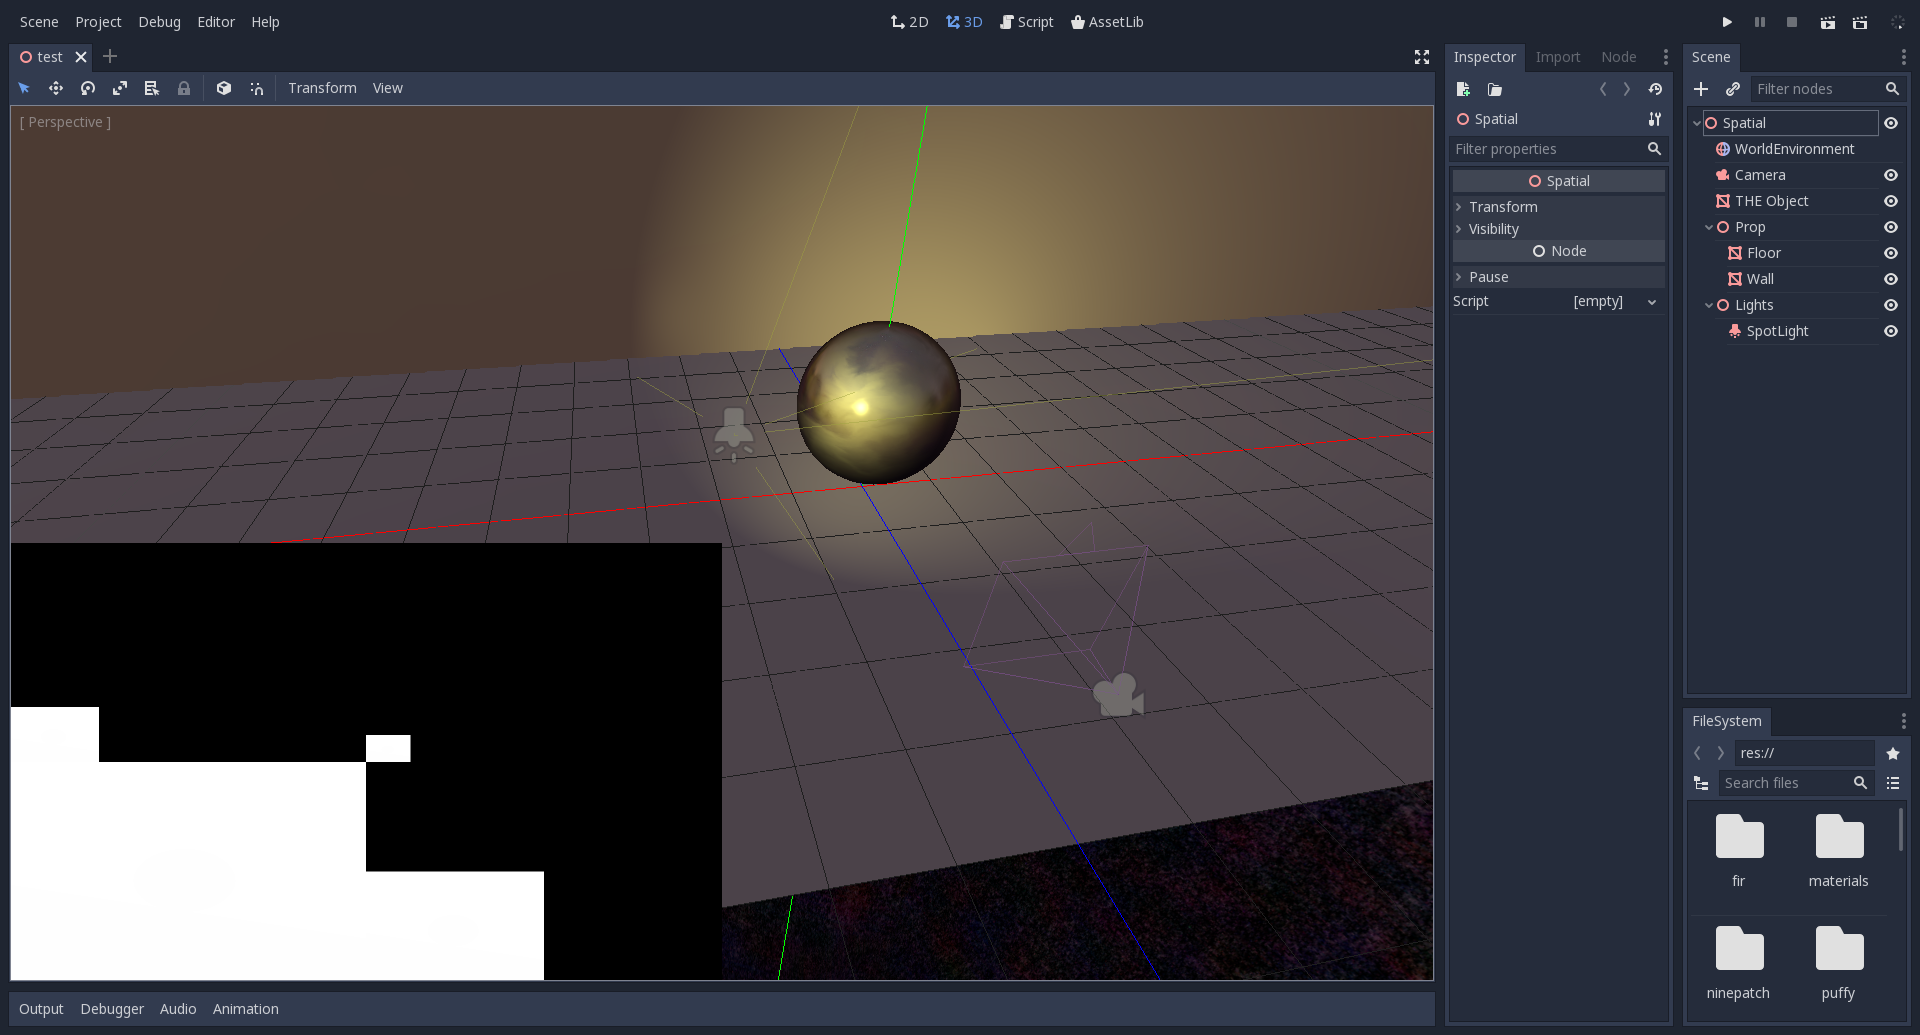 Scene Project Debug Editor Help 2D 3D Script AssetLib
test
Transform View
[ Perspective ]
Output Debugger Audio Animation
Inspector Import Node
Spatial
Filter properties
Spatial
Transform
Visibility
Node
Pause
Script [empty]
Scene
Filter nodes
Spatial
WorldEnvironment
Camera
THE Object
Prop
Floor
Wall
Lights
SpotLight
FileSystem
res://
Search files
fir materials
ninepatch puffy